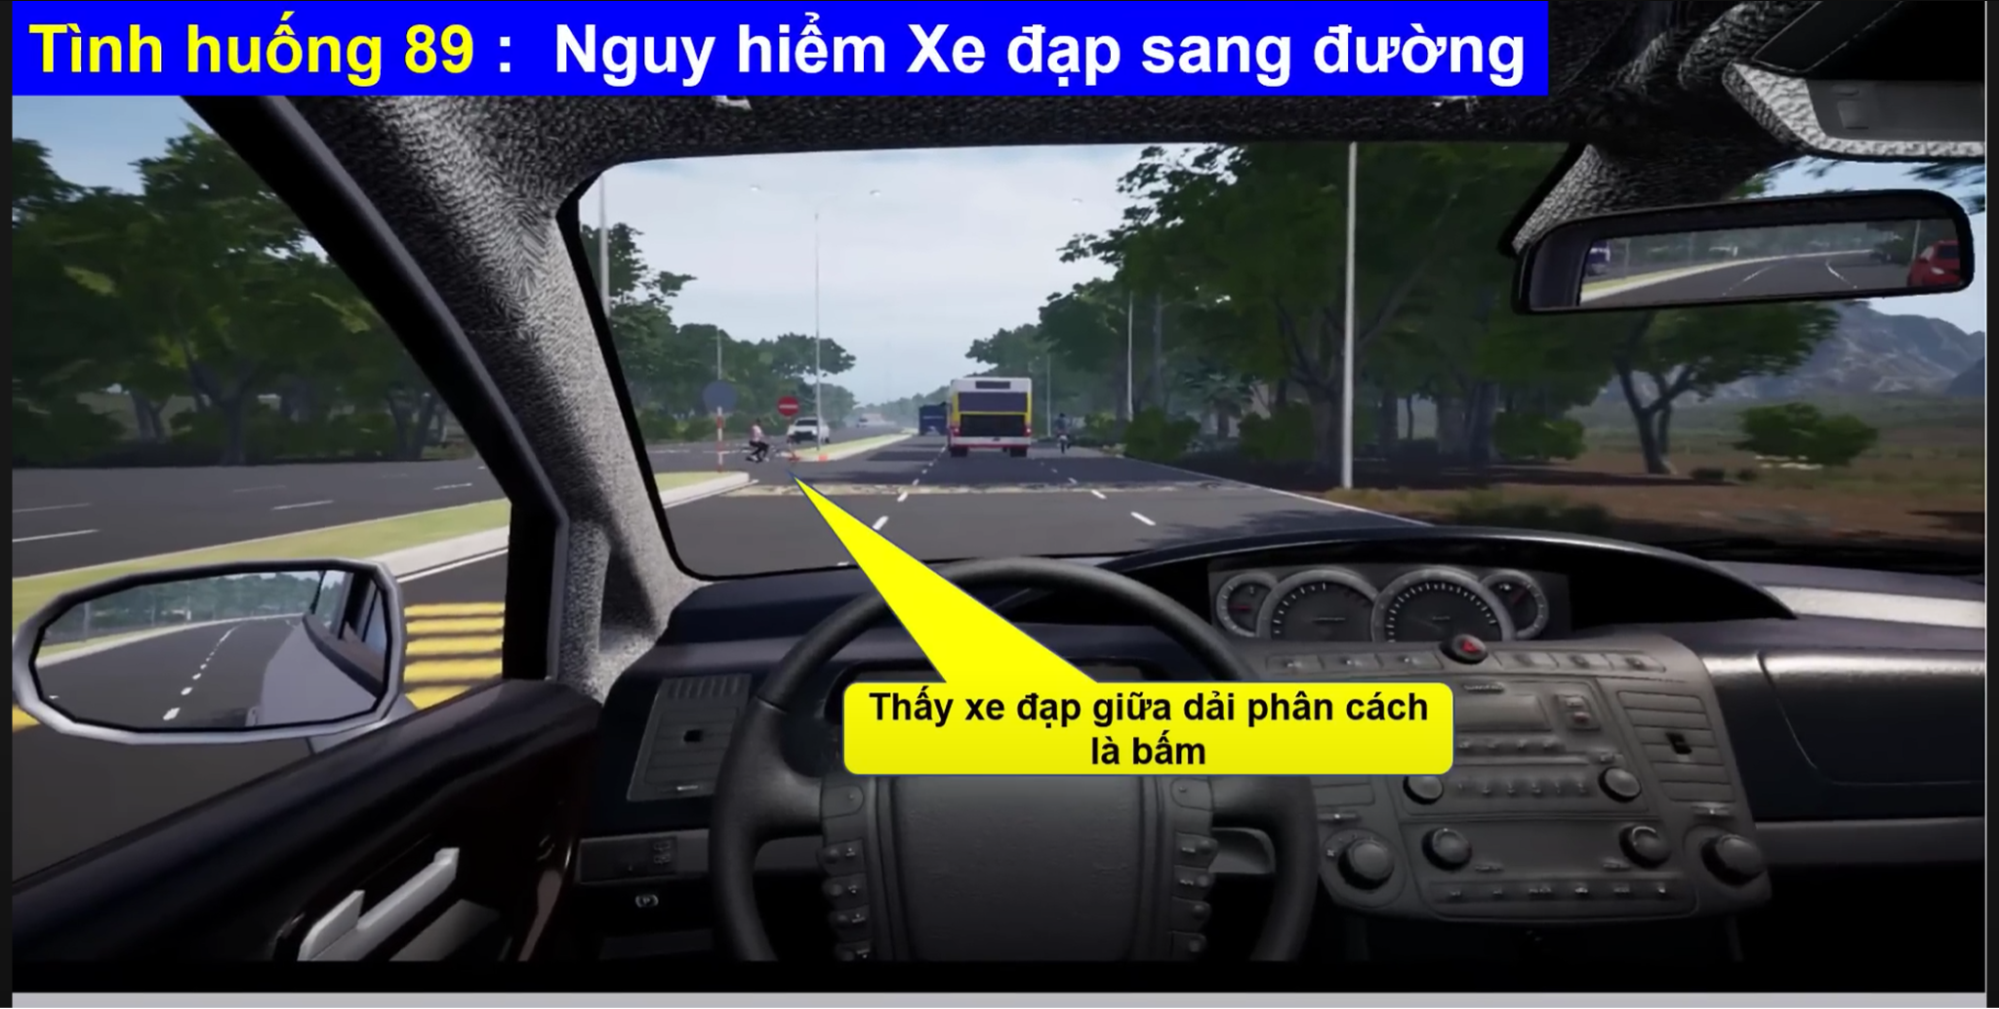 Tình huống 89 : Nguy hiểm Xe đạp sang đường
Thấy xe đạp giữa dải phân cách
là bấm